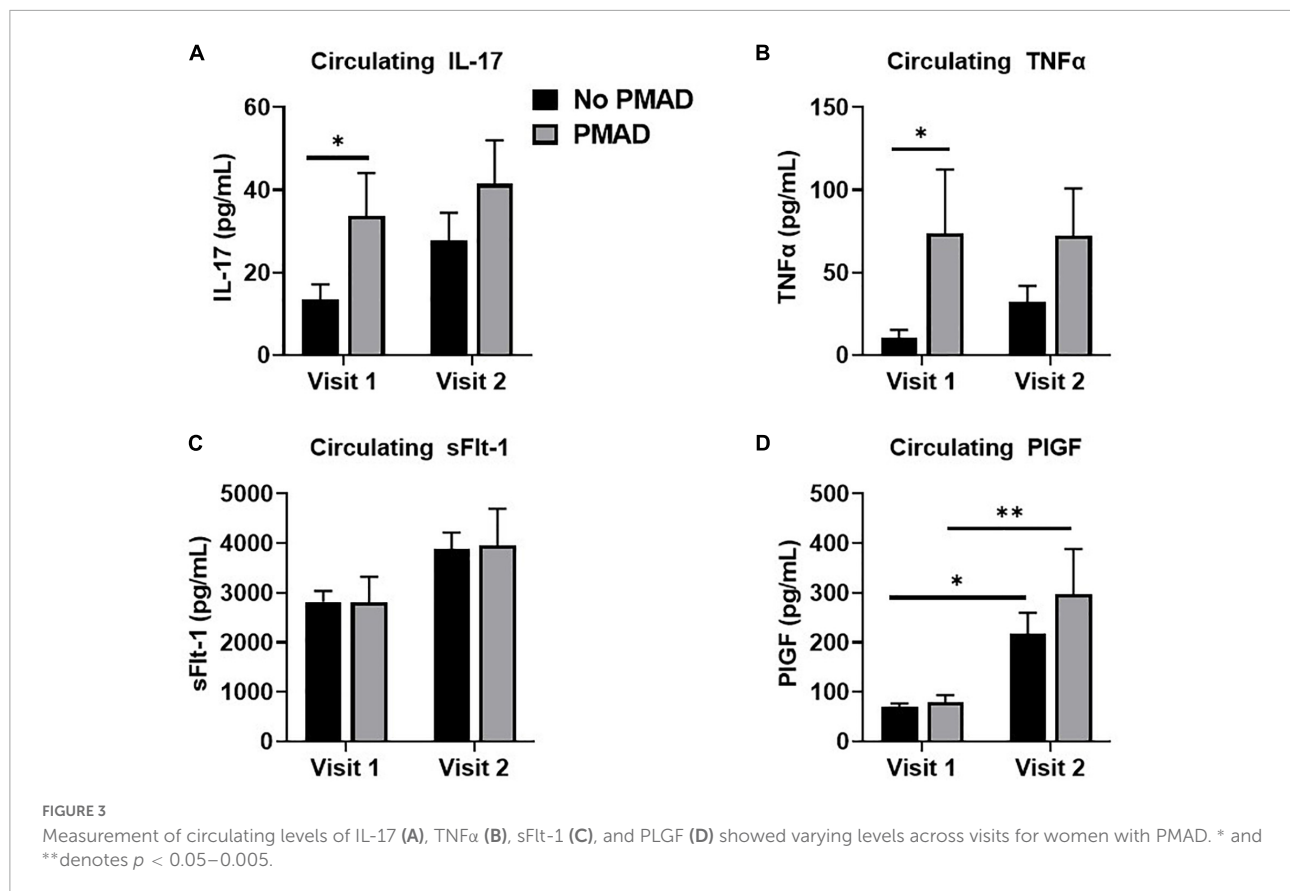 A
Circulating IL-17
IL-17 (pg/mL)
60
40
20
0
*
Visit 1
Visit 2
No PMAD
PMAD
B
Circulating TNFα
TNFα (pg/mL)
150
100
50
0
*
Visit 1
Visit 2
C
Circulating sFlt-1
sFlt-1 (pg/mL)
5000
4000
3000
2000
1000
0
Visit 1
Visit 2
D
Circulating PlGF
PlGF (pg/mL)
500
400
300
200
100
0
**
*
Visit 1
Visit 2
FIGURE 3
Measurement of circulating levels of IL-17 (A), TNFα (B), sFlt-1 (C), and PLGF (D) showed varying levels across visits for women with PMAD. * and
**denotes p < 0.05–0.005.